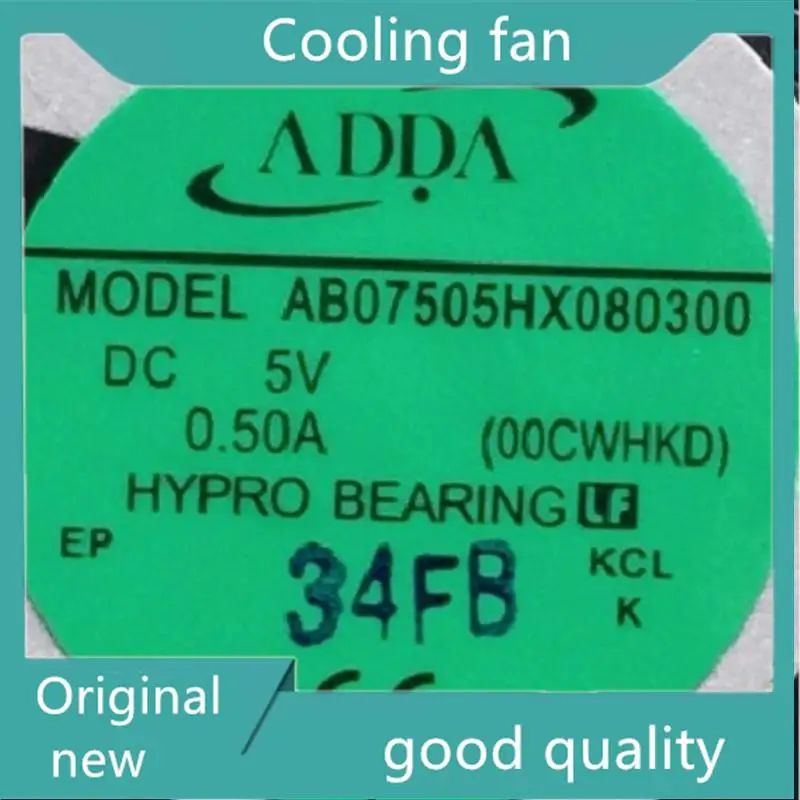 Cooling fan
ADDA
MODEL AB07505HX080300
DC 5V
0.50A (00CWHKD)
HYPRO BEARING LF
EP
34FB
KCL
K
Original
new
good quality